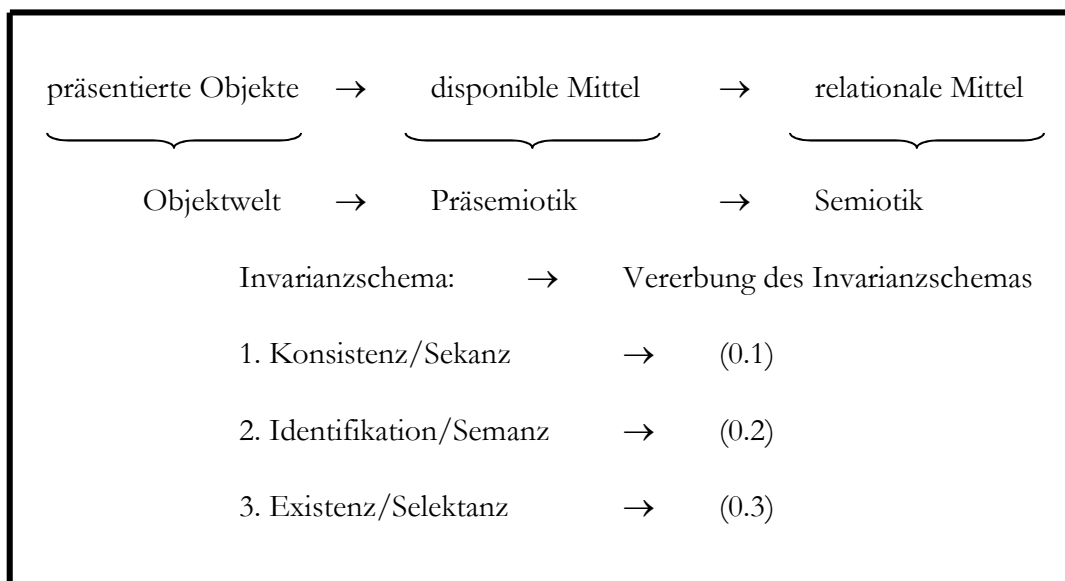 präsentierte Objekte → disponible Mittel → relationale Mittel
Objektwelt → Präsemiotik → Semiotik
Invarianzschema: → Vererbung des Invarianzschemas
1. Konsistenz/Sekanz → (0.1)
2. Identifikation/Semanz → (0.2)
3. Existenz/Selektanz → (0.3)